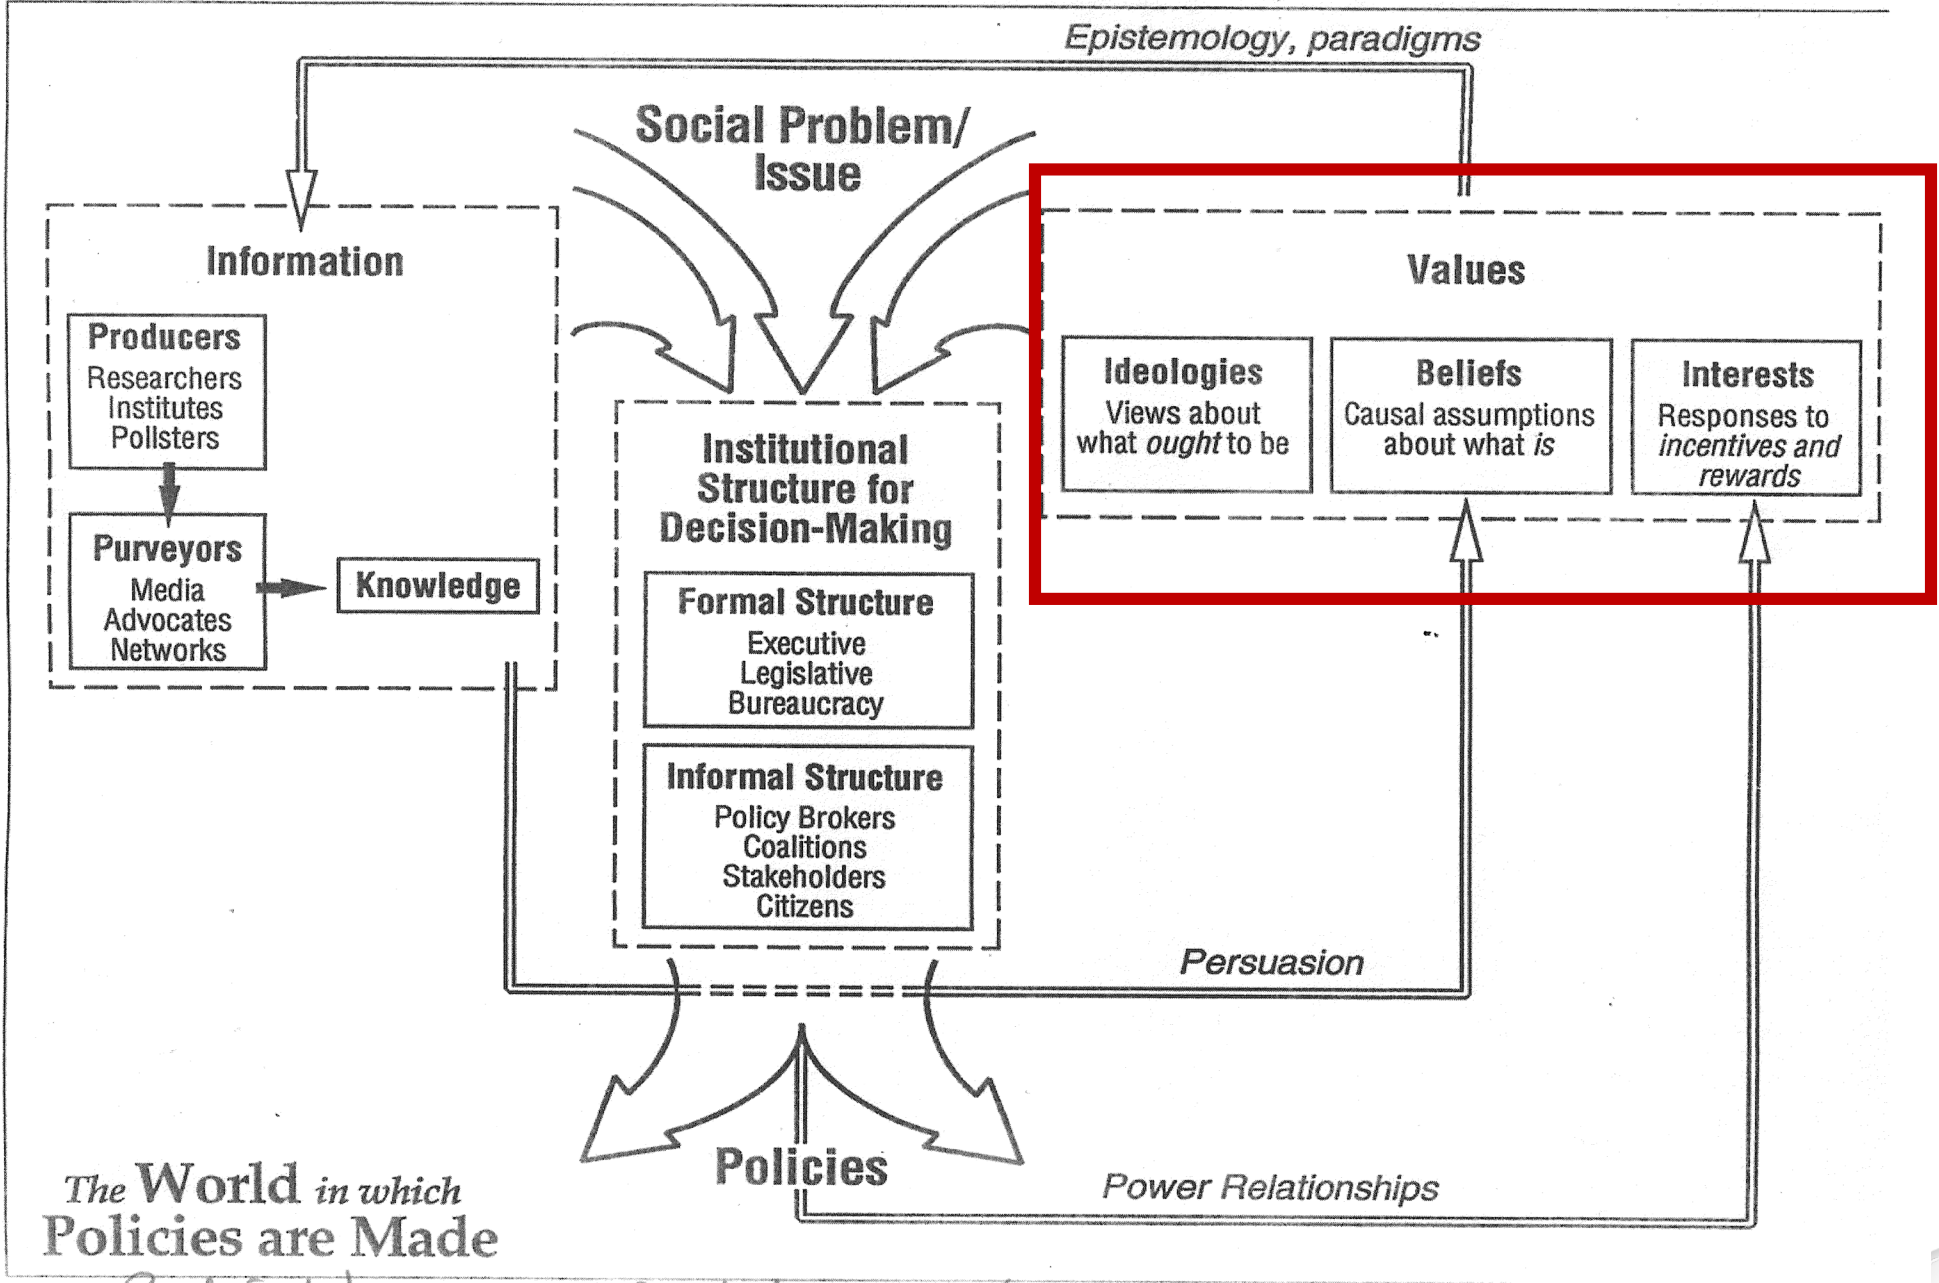 Epistemology, paradigms
Social Problem/
Issue
Information
Producers
Researchers
Institutes
Pollsters
Purveyors
Media
Advocates
Networks
Knowledge
Institutional
Structure for
Decision-Making
Formal Structure
Executive
Legislative
Bureaucracy
Informal Structure
Policy Brokers
Coalitions
Stakeholders
Citizens
Values
Ideologies
Views about
what ought to be
Beliefs
Causal assumptions
about what is
Interests
Responses to
incentives and
rewards
Persuasion
Policies
Power Relationships
The World in which
Policies are Made